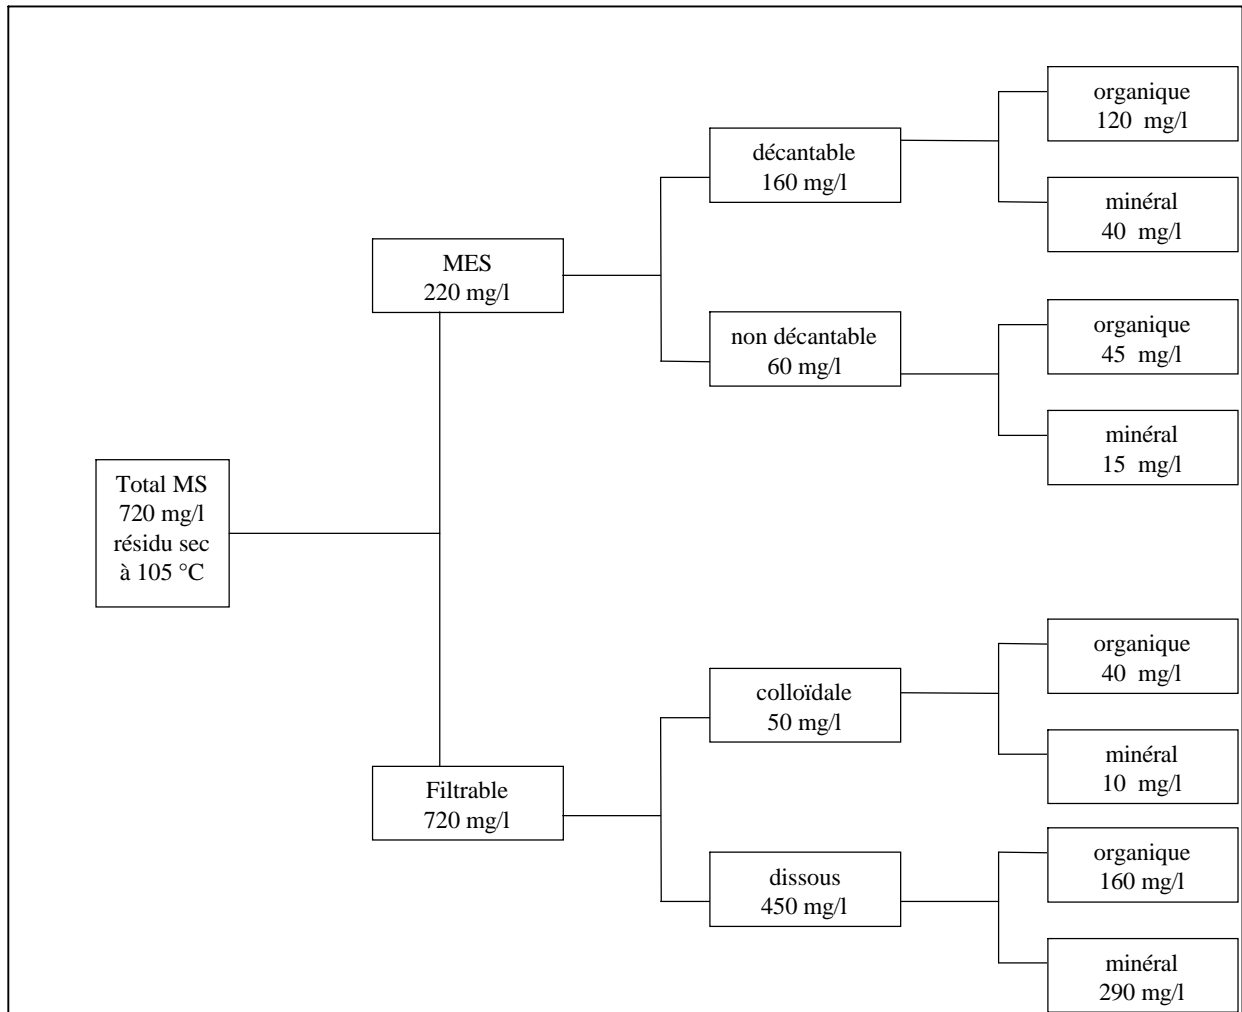 Total MS
720 mg/l
résidu sec
à 105 °C
MES
220 mg/l
décantable
160 mg/l
organique
120 mg/l
minéral
40 mg/l
non décantable
60 mg/l
organique
45 mg/l
minéral
15 mg/l
Filtrable
720 mg/l
colloïdale
50 mg/l
organique
40 mg/l
minéral
10 mg/l
dissous
450 mg/l
organique
160 mg/l
minéral
290 mg/l